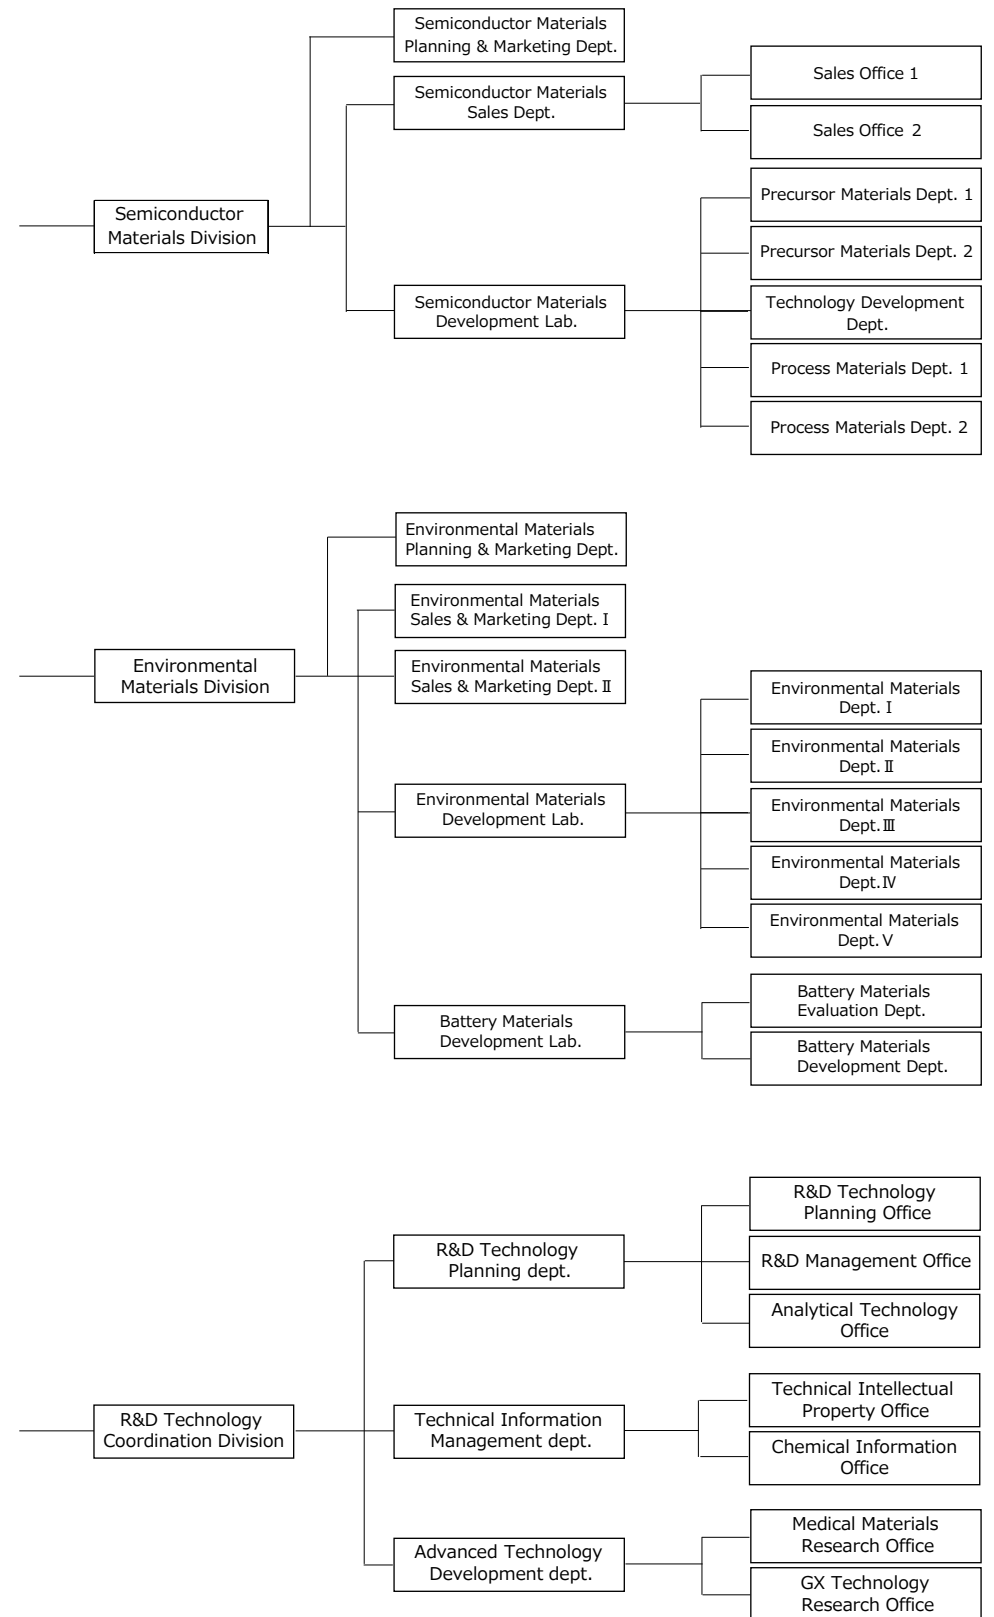 Semiconductor Materials
Planning & Marketing Dept.
Semiconductor Materials
Sales Dept.
Sales Office 1
Sales Office 2
Semiconductor
Materials Division
Precursor Materials Dept. 1
Precursor Materials Dept. 2
Semiconductor Materials
Development Lab.
Technology Development
Dept.
Process Materials Dept. 1
Process Materials Dept. 2
Environmental Materials
Planning & Marketing Dept.
Environmental Materials
Sales & Marketing Dept. Ⅰ
Environmental
Materials Division
Environmental Materials
Sales & Marketing Dept. Ⅱ
Environmental Materials
Dept. Ⅰ
Environmental Materials
Dept. Ⅱ
Environmental Materials
Development Lab.
Environmental Materials
Dept. Ⅲ
Environmental Materials
Dept. Ⅳ
Environmental Materials
Dept. Ⅴ
Battery Materials
Development Lab.
Battery Materials
Evaluation Dept.
Battery Materials
Development Dept.
R&D Technology
Planning dept.
R&D Technology
Planning Office
R&D Management Office
Analytical Technology
Office
R&D Technology
Coordination Division
Technical Information
Management dept.
Technical Intellectual
Property Office
Chemical Information
Office
Advanced Technology
Development dept.
Medical Materials
Research Office
GX Technology
Research Office